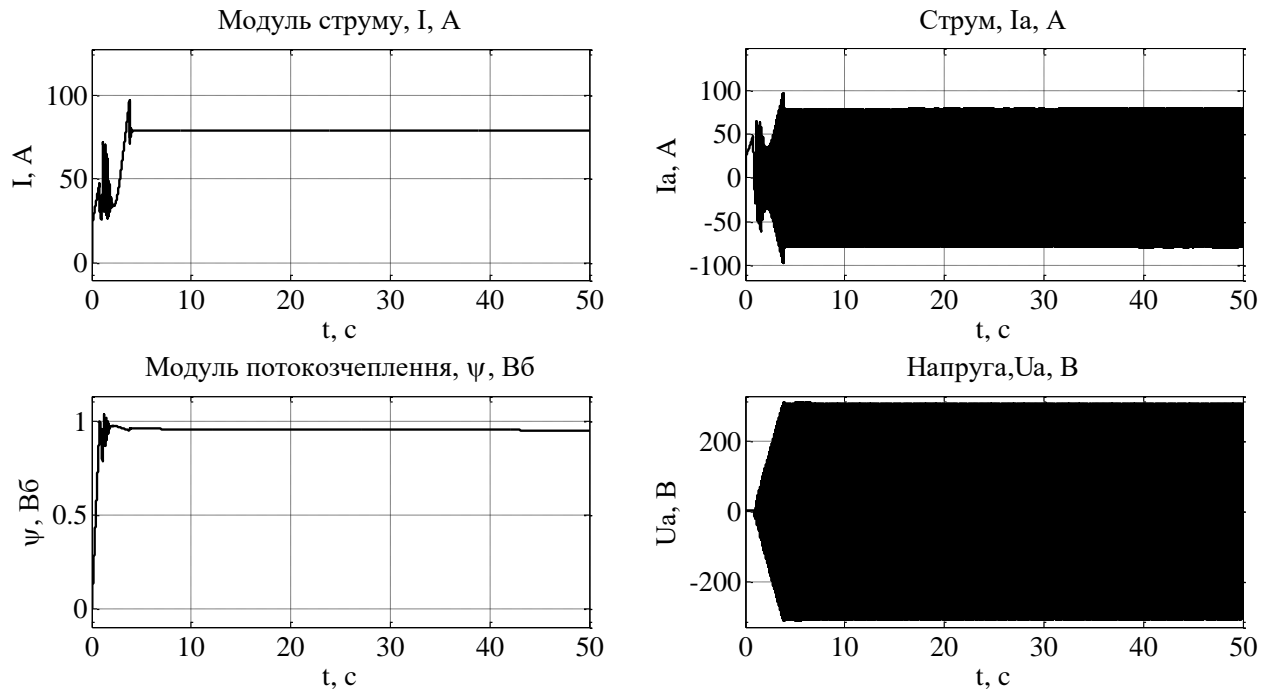 Модуль струму, I, А
I, А
100
50
0
0 10 20 30 40 50
t, с
Струм, Ia, А
Ia, А
100
50
0
-50
-100
0 10 20 30 40 50
t, с
Модуль потокозчеплення, ψ, Вб
ψ, Вб
1
0.5
0
0 10 20 30 40 50
t, с
Напруга,Ua, В
Ua, В
200
0
-200
0 10 20 30 40 50
t, с